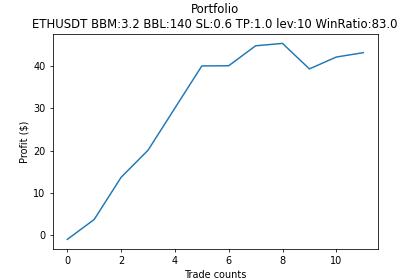 Portfolio
ETHUSDT BBM:3.2 BBL:140 SL:0.6 TP:1.0 lev:10 WinRatio:83.0
40
30
20
10
0
Profit ($)
0 2 4 6 8 10
Trade counts